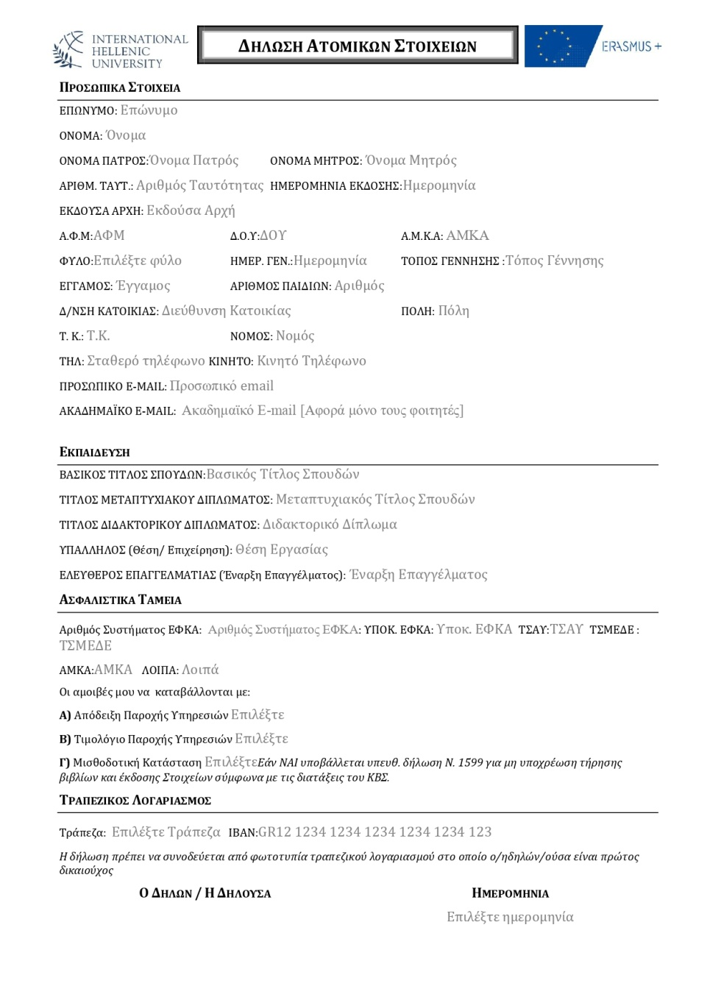 INTERNATIONAL
HELLENIC
UNIVERSITY
ΔΗΛΩΣΗ ΑΤΟΜΙΚΩΝ ΣΤΟΙΧΕΙΩΝ
ERASMUS +
ΠΡΟΣΩΠΙΚΑ ΣΤΟΙΧΕΙΑ
ΕΠΩΝΥΜΟ: Επώνυμο
ΟΝΟΜΑ: Όνομα
ΟΝΟΜΑ ΠΑΤΡΟΣ:Όνομα Πατρός ΟΝΟΜΑ ΜΗΤΡΟΣ: Όνομα Μητρός
ΑΡΙΘΜ. ΤΑΥΤ.: Αριθμός Ταυτότητας ΗΜΕΡΟΜΗΝΙΑ ΕΚΔΟΣΗΣ:Ημερομηνία
ΕΚΔΟΥΣΑ ΑΡΧΗ: Εκδούσα Αρχή
Α.Φ.Μ:ΑΦΜ Δ.Ο.Υ:ΔΟΥ Α.Μ.Κ.Α: ΑΜΚΑ
ΦΥΛΟ:Επιλέξτε φύλο ΗΜΕΡ. ΓΕΝ.:Ημερομηνία ΤΟΠΟΣ ΓΕΝΝΗΣΗΣ :Τόπος Γέννησης
ΕΓΓΑΜΟΣ: Έγγαμος ΑΡΙΘΜΟΣ ΠΑΙΔΙΩΝ: Αριθμός
Δ/ΝΣΗ ΚΑΤΟΙΚΙΑΣ: Διεύθυνση Κατοικίας ΠΟΛΗ: Πόλη
Τ. Κ.: Τ.Κ. ΝΟΜΟΣ: Νομός
ΤΗΛ: Σταθερό τηλέφωνο ΚΙΝΗΤΟ: Κινητό Τηλέφωνο
ΠΡΟΣΩΠΙΚΟ E-MAIL: Προσωπικό email
ΑΚΑΔΗΜΑΪΚΟ E-MAIL: Ακαδημαϊκό E-mail [Αφορά μόνο τους φοιτητές]
ΕΚΠΑΙΔΕΥΣΗ
ΒΑΣΙΚΟΣ ΤΙΤΛΟΣ ΣΠΟΥΔΩΝ:Βασικός Τίτλος Σπουδών
ΤΙΤΛΟΣ ΜΕΤΑΠΤΥΧΙΑΚΟΥ ΔΙΠΛΩΜΑΤΟΣ: Μεταπτυχιακός Τίτλος Σπουδών
ΤΙΤΛΟΣ ΔΙΔΑΚΤΟΡΙΚΟΥ ΔΙΠΛΩΜΑΤΟΣ: Διδακτορικό Δίπλωμα
ΥΠΑΛΛΗΛΟΣ (Θέση/ Επιχείρηση): Θέση Εργασίας
ΕΛΕΥΘΕΡΟΣ ΕΠΑΓΓΕΛΜΑΤΙΑΣ (Έναρξη Επαγγέλματος): Έναρξη Επαγγέλματος
ΑΣΦΑΛΙΣΤΙΚΑ ΤΑΜΕΙΑ
Αριθμός Συστήματος ΕΦΚΑ: Αριθμός Συστήματος ΕΦΚΑ: ΥΠΟΚ. ΕΦΚΑ: Υποκ. ΕΦΚΑ ΤΣΑΥ:ΤΣΑΥ ΤΣΜΕΔΕ :
ΤΣΜΕΔΕ
ΑΜΚΑ:ΑΜΚΑ ΛΟΙΠΑ: Λοιπά
Οι αμοιβές μου να καταβάλλονται με:
Α) Απόδειξη Παροχής Υπηρεσιών Επιλέξτε
Β) Τιμολόγιο Παροχής Υπηρεσιών Επιλέξτε
Γ) Μισθοδοτική Κατάσταση ΕπιλέξτεΕάν ΝΑΙ υποβάλλεται υπευθ. δήλωση Ν. 1599 για μη υποχρέωση τήρησης
βιβλίων και έκδοσης Στοιχείων σύμφωνα με τις διατάξεις του ΚΒΣ.
ΤΡΑΠΕΖΙΚΟΣ ΛΟΓΑΡΙΑΣΜΟΣ
Τράπεζα: Επιλέξτε Τράπεζα IBAN:GR12 1234 1234 1234 1234 1234 123
Η δήλωση πρέπει να συνοδεύεται από φωτοτυπία τραπεζικού λογαριασμού στο οποίο ο/ηδηλών/ούσα είναι πρώτος
δικαιούχος
Ο ΔΗΛΩΝ / Η ΔΗΛΟΥΣΑ ΗΜΕΡΟΜΗΝΙΑ
Επιλέξτε ημερομηνία